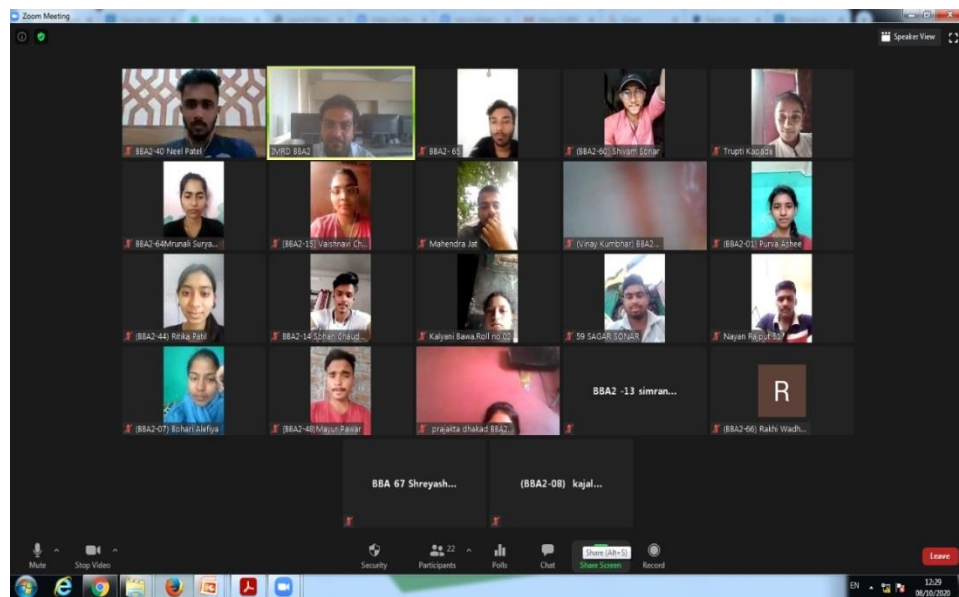 Zoom Meeting
Speaker View
BBA2-40 Neel Patel
IMRD BBA2
BBA2- 65
(BBA2-60) Shivam Sonar
Trupti Kapade
BBA2-64Mrunali Surya...
(BBA2-15) Vaishnavi Ch...
Mahendra Jat
(Vinay Kumbhar) BBA2...
(BBA2-01) Purva Ashee
(BBA2-44) Ritika Patil
BBA2-14 Sohan Chaud...
Kalyani Bawa.Roll no 02
59 SAGAR SONAR
Nayan Rajput 51
(BBA2-07) Bohari Alefiya
(BBA2-48)Mayur Pawar
prajakta dhakad BBA2...
BBA2 -13 simran...
R
(BBA2-66) Rakhi Wadh...
BBA 67 Shreyash...
(BBA2-08) kajal...
Mute
Stop Video
Security
22
Participants
Polls
Chat
Share (Alt+S)
Share Screen
Record
Leave
EN
12:29
08/10/2020